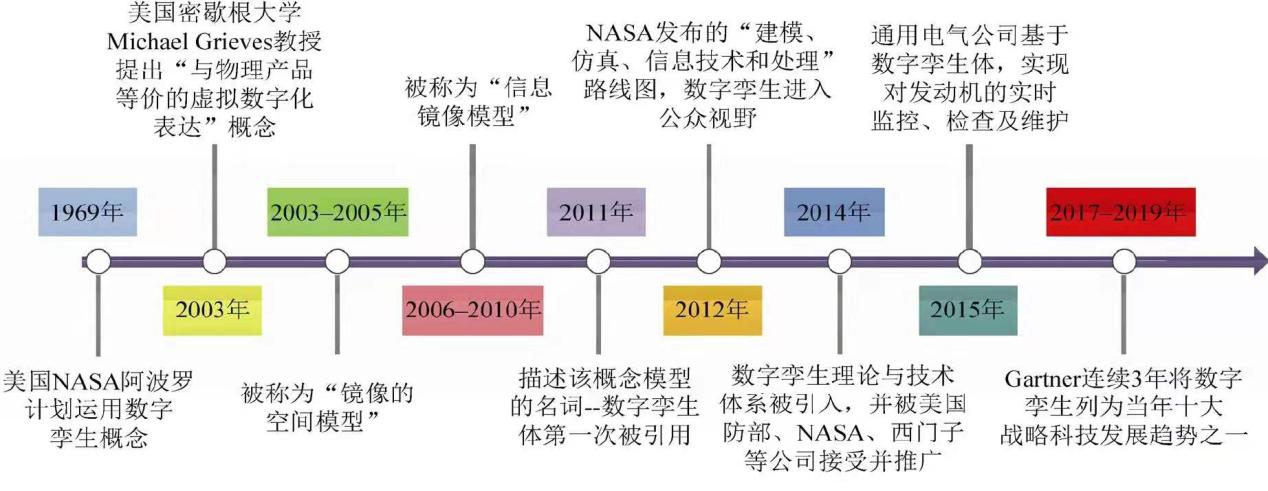 美国密歇根大学
Michael Grieves教授
提出“与物理产品
等价的虚拟数字化
表达”概念
被称为“信息
镜像模型”
NASA发布的“建模、
仿真、信息技术和处理”
路线图，数字孪生进入
公众视野
通用电气公司基于
数字孪生体，实现
对发动机的实时
监控、检查及维护
1969年
2003–2005年
2011年
2014年
2017–2019年
2003年
2006–2010年
2012年
2015年
美国NASA阿波罗
计划运用数字
孪生概念
被称为“镜像的
空间模型”
描述该概念模型
的名词--数字孪生
体第一次被引用
数字孪生理论与技术
体系被引入，并被美国
防部、NASA、西门子
等公司接受并推广
Gartner连续3年将数字
孪生列为当年十大
战略科技发展趋势之一